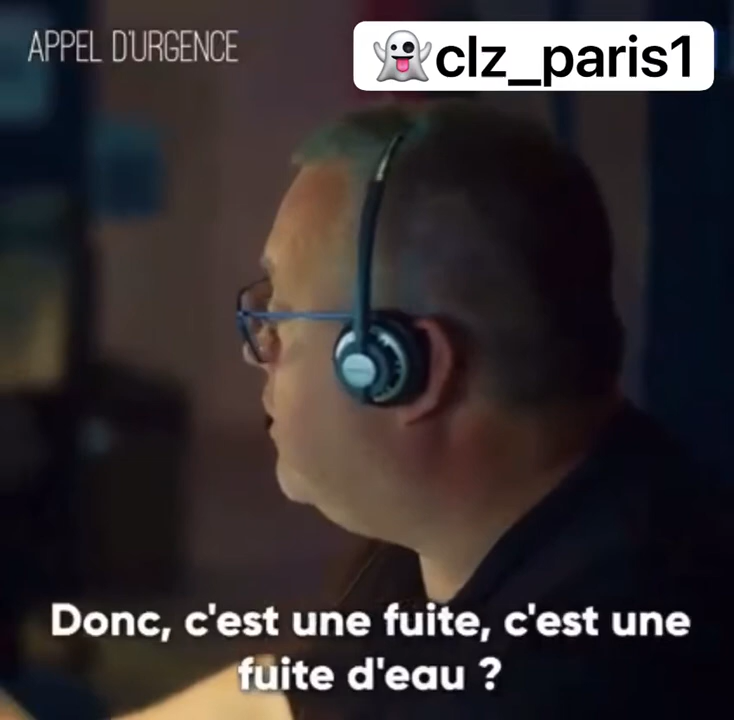 APPEL D'URGENCE
👻clz_paris1
Donc, c'est une fuite, c'est une
fuite d'eau ?